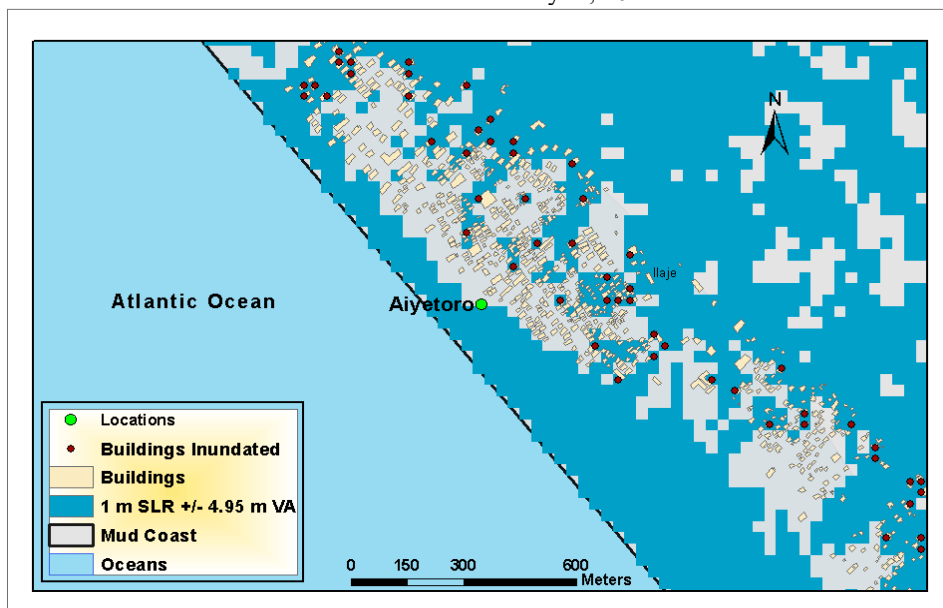 N
Ilaje
Atlantic Ocean
Aiyetoro
Locations
Buildings Inundated
Buildings
1 m SLR +/- 4.95 m VA
Mud Coast
Oceans
0 150 300 600
Meters